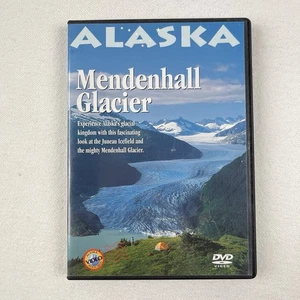 ALASKA
Mendenhall
Glacier
Experience Alaska's glacial
kingdom with this fascinating
look at the Juneau Icefield and
the mighty Mendenhall Glacier.
DVD
VIDEO